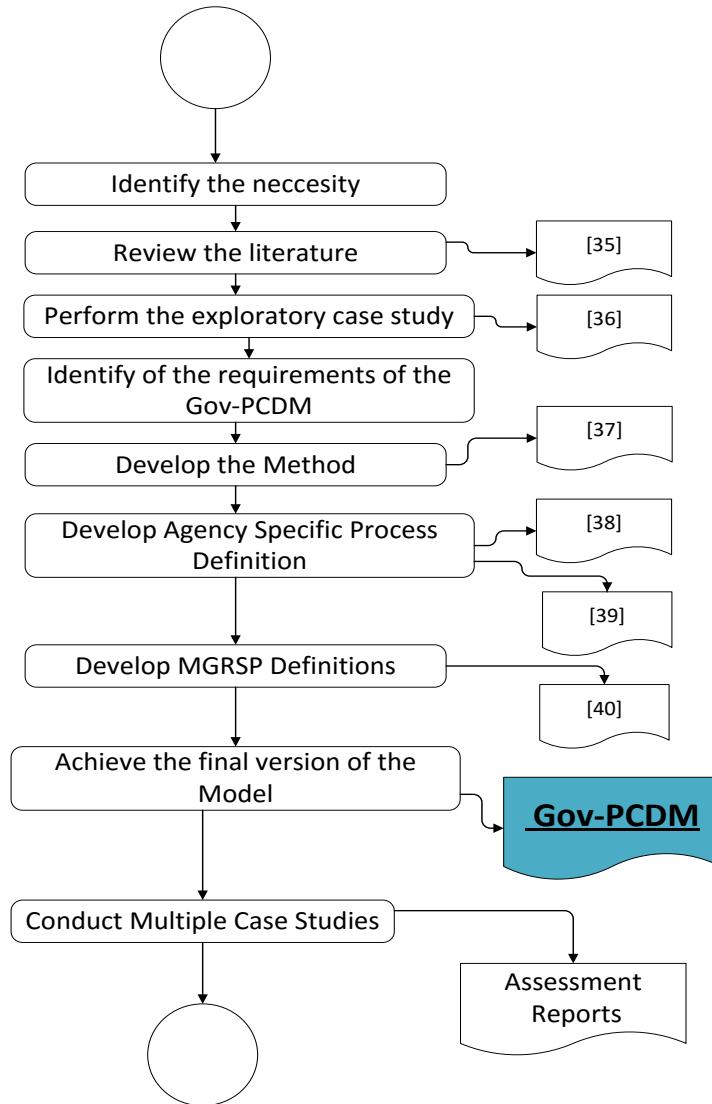 Identify the neccesity
Review the literature
[35]
Perform the exploratory case study
[36]
Identify of the requirements of the
Gov-PCDM
Develop the Method
[37]
Develop Agency Specific Process
Definition
[38]
[39]
Develop MGRSP Definitions
[40]
Achieve the final version of the
Model
Gov-PCDM
Conduct Multiple Case Studies
Assessment
Reports